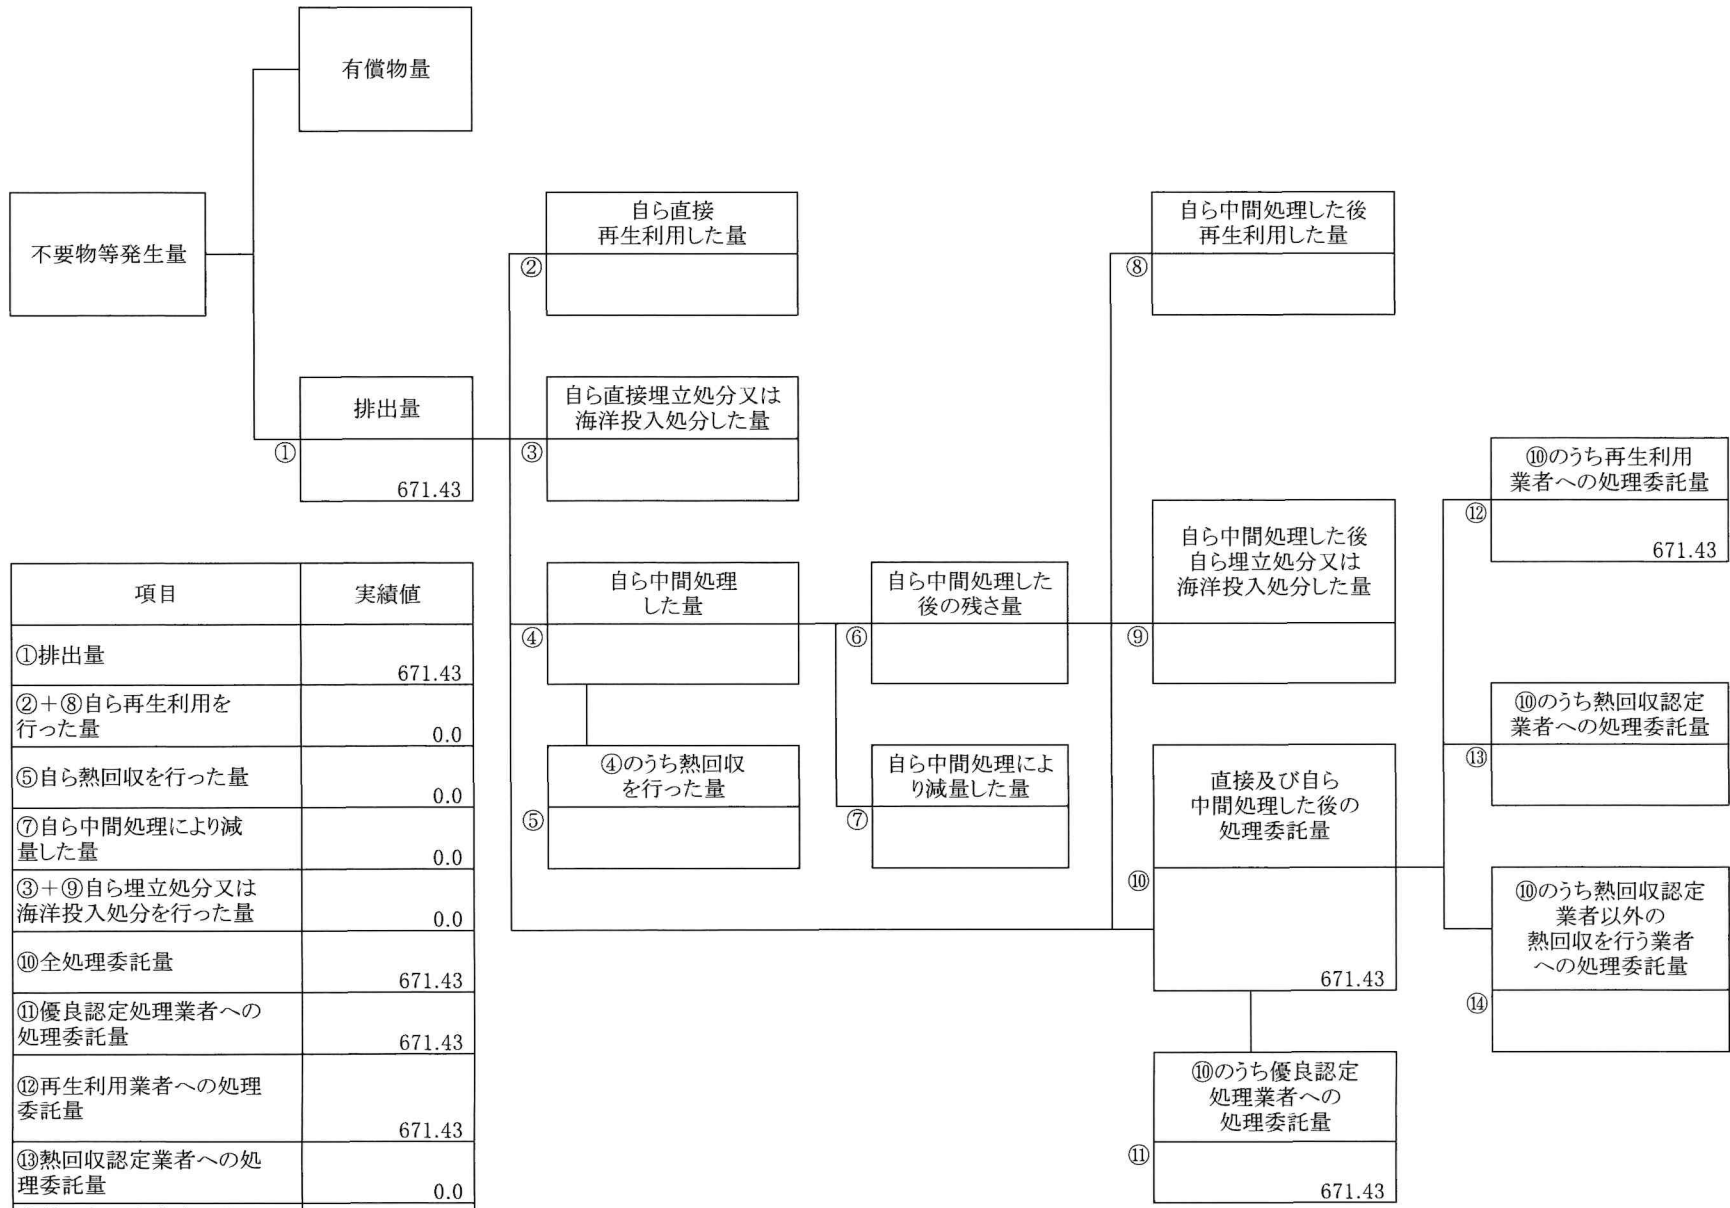 有償物量
不要物等発生量
自ら直接
再生利用した量
②
自ら中間処理した後
再生利用した量
⑧
排出量
①
671.43
自ら直接埋立処分又は
海洋投入処分した量
③
⑩のうち再生利用
業者への処理委託量
⑫
671.43
自ら中間処理
した量
④
自ら中間処理した
後の残さ量
⑥
自ら中間処理した後
自ら埋立処分又は
海洋投入処分した量
⑨
④のうち熱回収
を行った量
⑤
自ら中間処理によ
り減量した量
⑦
直接及び自ら
中間処理した後の
処理委託量
⑩
671.43
⑩のうち熱回収認定
業者への処理委託量
⑬
⑩のうち熱回収認定
業者以外の
熱回収を行う業者
への処理委託量
⑭
⑩のうち優良認定
処理業者への
処理委託量
⑪
671.43
項目 実績値
①排出量
671.43
②+⑧自ら再生利用を
行った量
0.0
⑤自ら熱回収を行った量
0.0
⑦自ら中間処理により減
量した量
0.0
③+⑨自ら埋立処分又は
海洋投入処分を行った量
0.0
⑩全処理委託量
671.43
⑪優良認定処理業者への
処理委託量
671.43
⑫再生利用業者への処理
委託量
671.43
⑬熱回収認定業者への処
理委託量
0.0